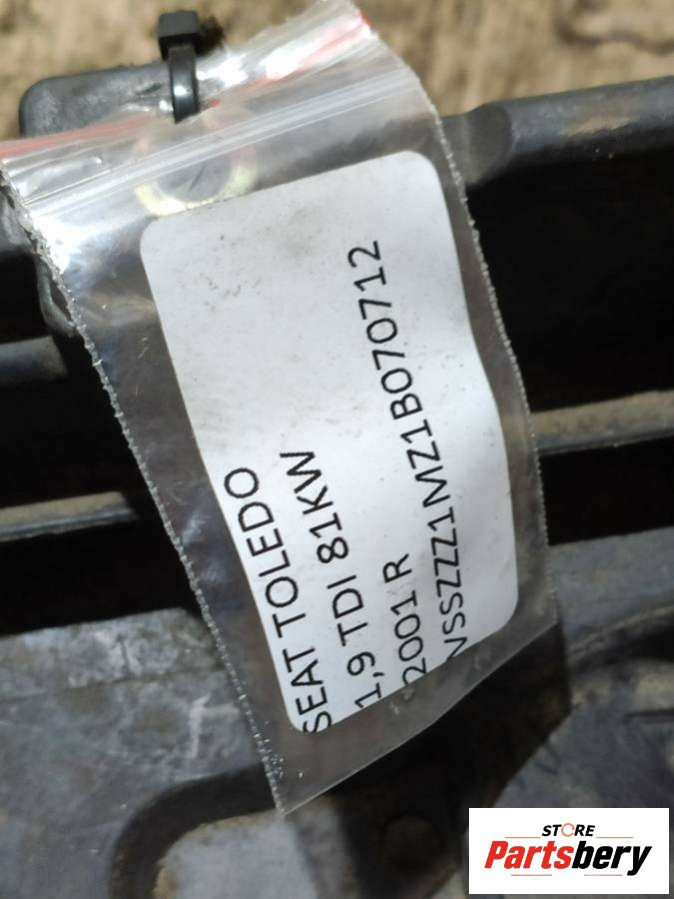 SEAT TOLEDO
1,9 TDI 81KW
2001 R
VSSZZZ1MZ1B070712
STORE
Partsbery